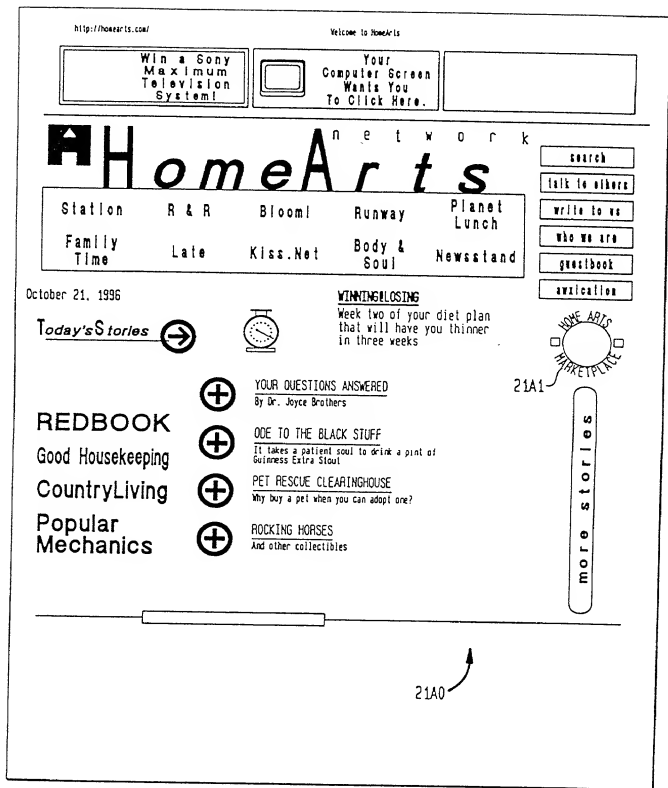 http://homearts.com/
Welcome to HomeArts
Win a Sony
Maximum
Television
System!
Your
Computer Screen
Wants You
To Click Here.
network
HomeArts
search
talk to others
write to us
who we are
guestbook
awxication
Station
R & R
Bloom!
Runway
Planet
Lunch
Family
Time
Late
Kiss.Net
Body &
Soul
Newsstand
October 21, 1996
Today'sStories
WINNING@LOSING
Week two of your diet plan
that will have you thinner
in three weeks
HOME ARTS
MARKETPLACE
21A1
YOUR QUESTIONS ANSWERED
By Dr. Joyce Brothers
REDBOOK
Good Housekeeping
CountryLiving
Popular
Mechanics
ODE TO THE BLACK STUFF
It takes a patient soul to drink a pint of
Guinness Extra Stout
PET RESCUE CLEARINGHOUSE
Why buy a pet when you can adopt one?
ROCKING HORSES
And other collectibles
more stories
21A0